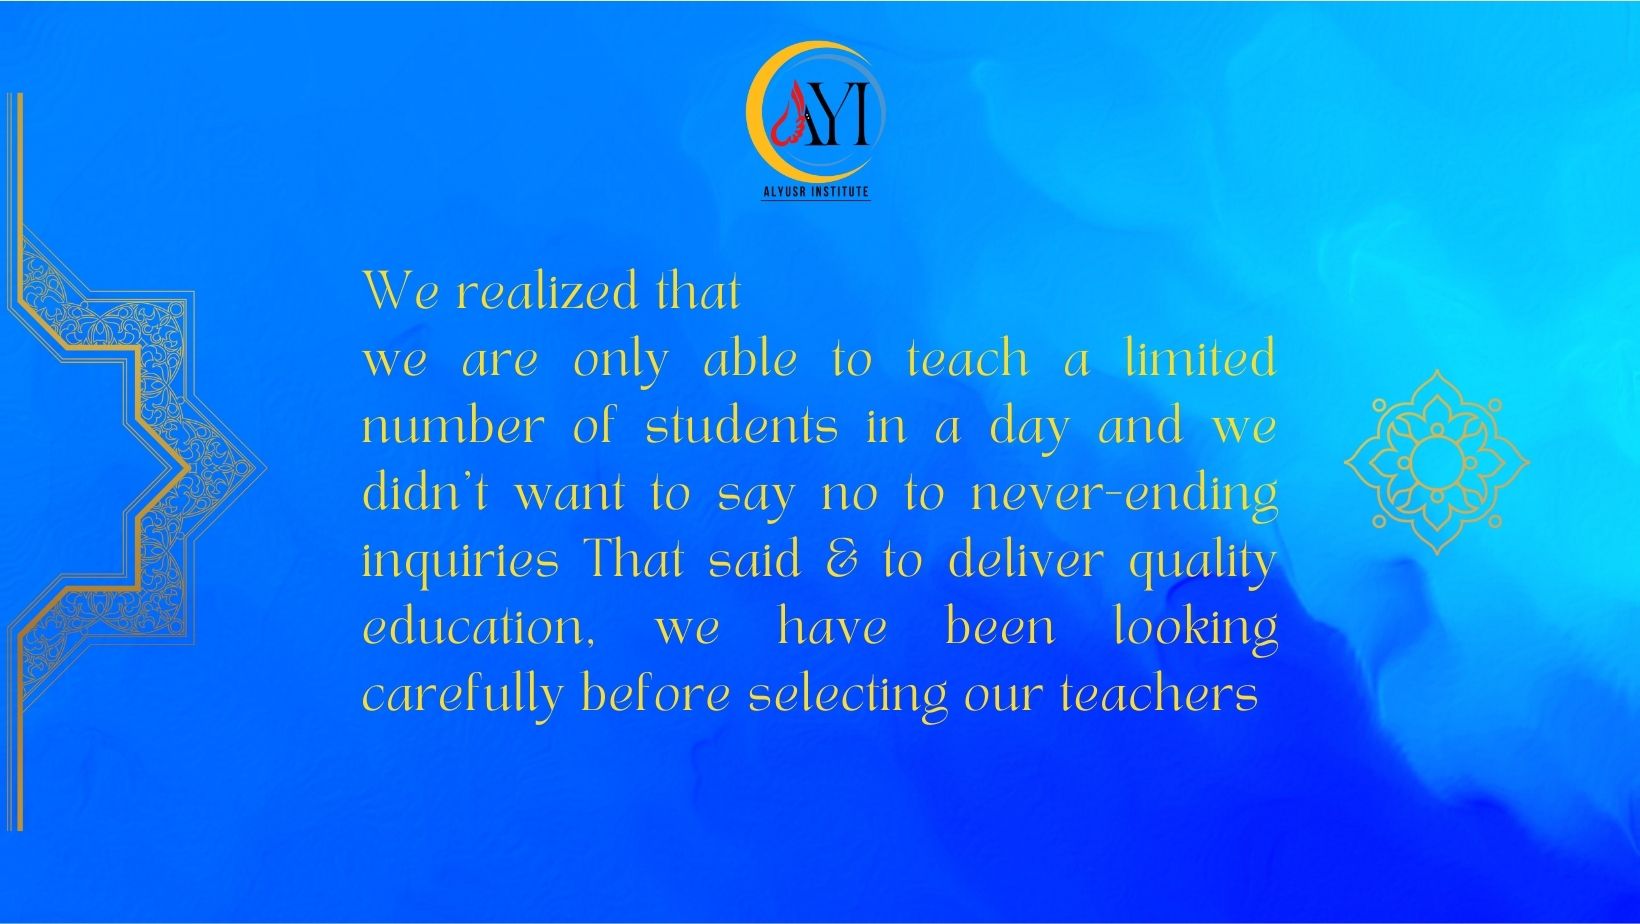 AYI
ALYUSR INSTITUTE
We realized that
we are only able to teach a limited
number of students in a day and we
didn't want to say no to never-ending
inquiries That said & to deliver quality
education, we have been looking
carefully before selecting our teachers